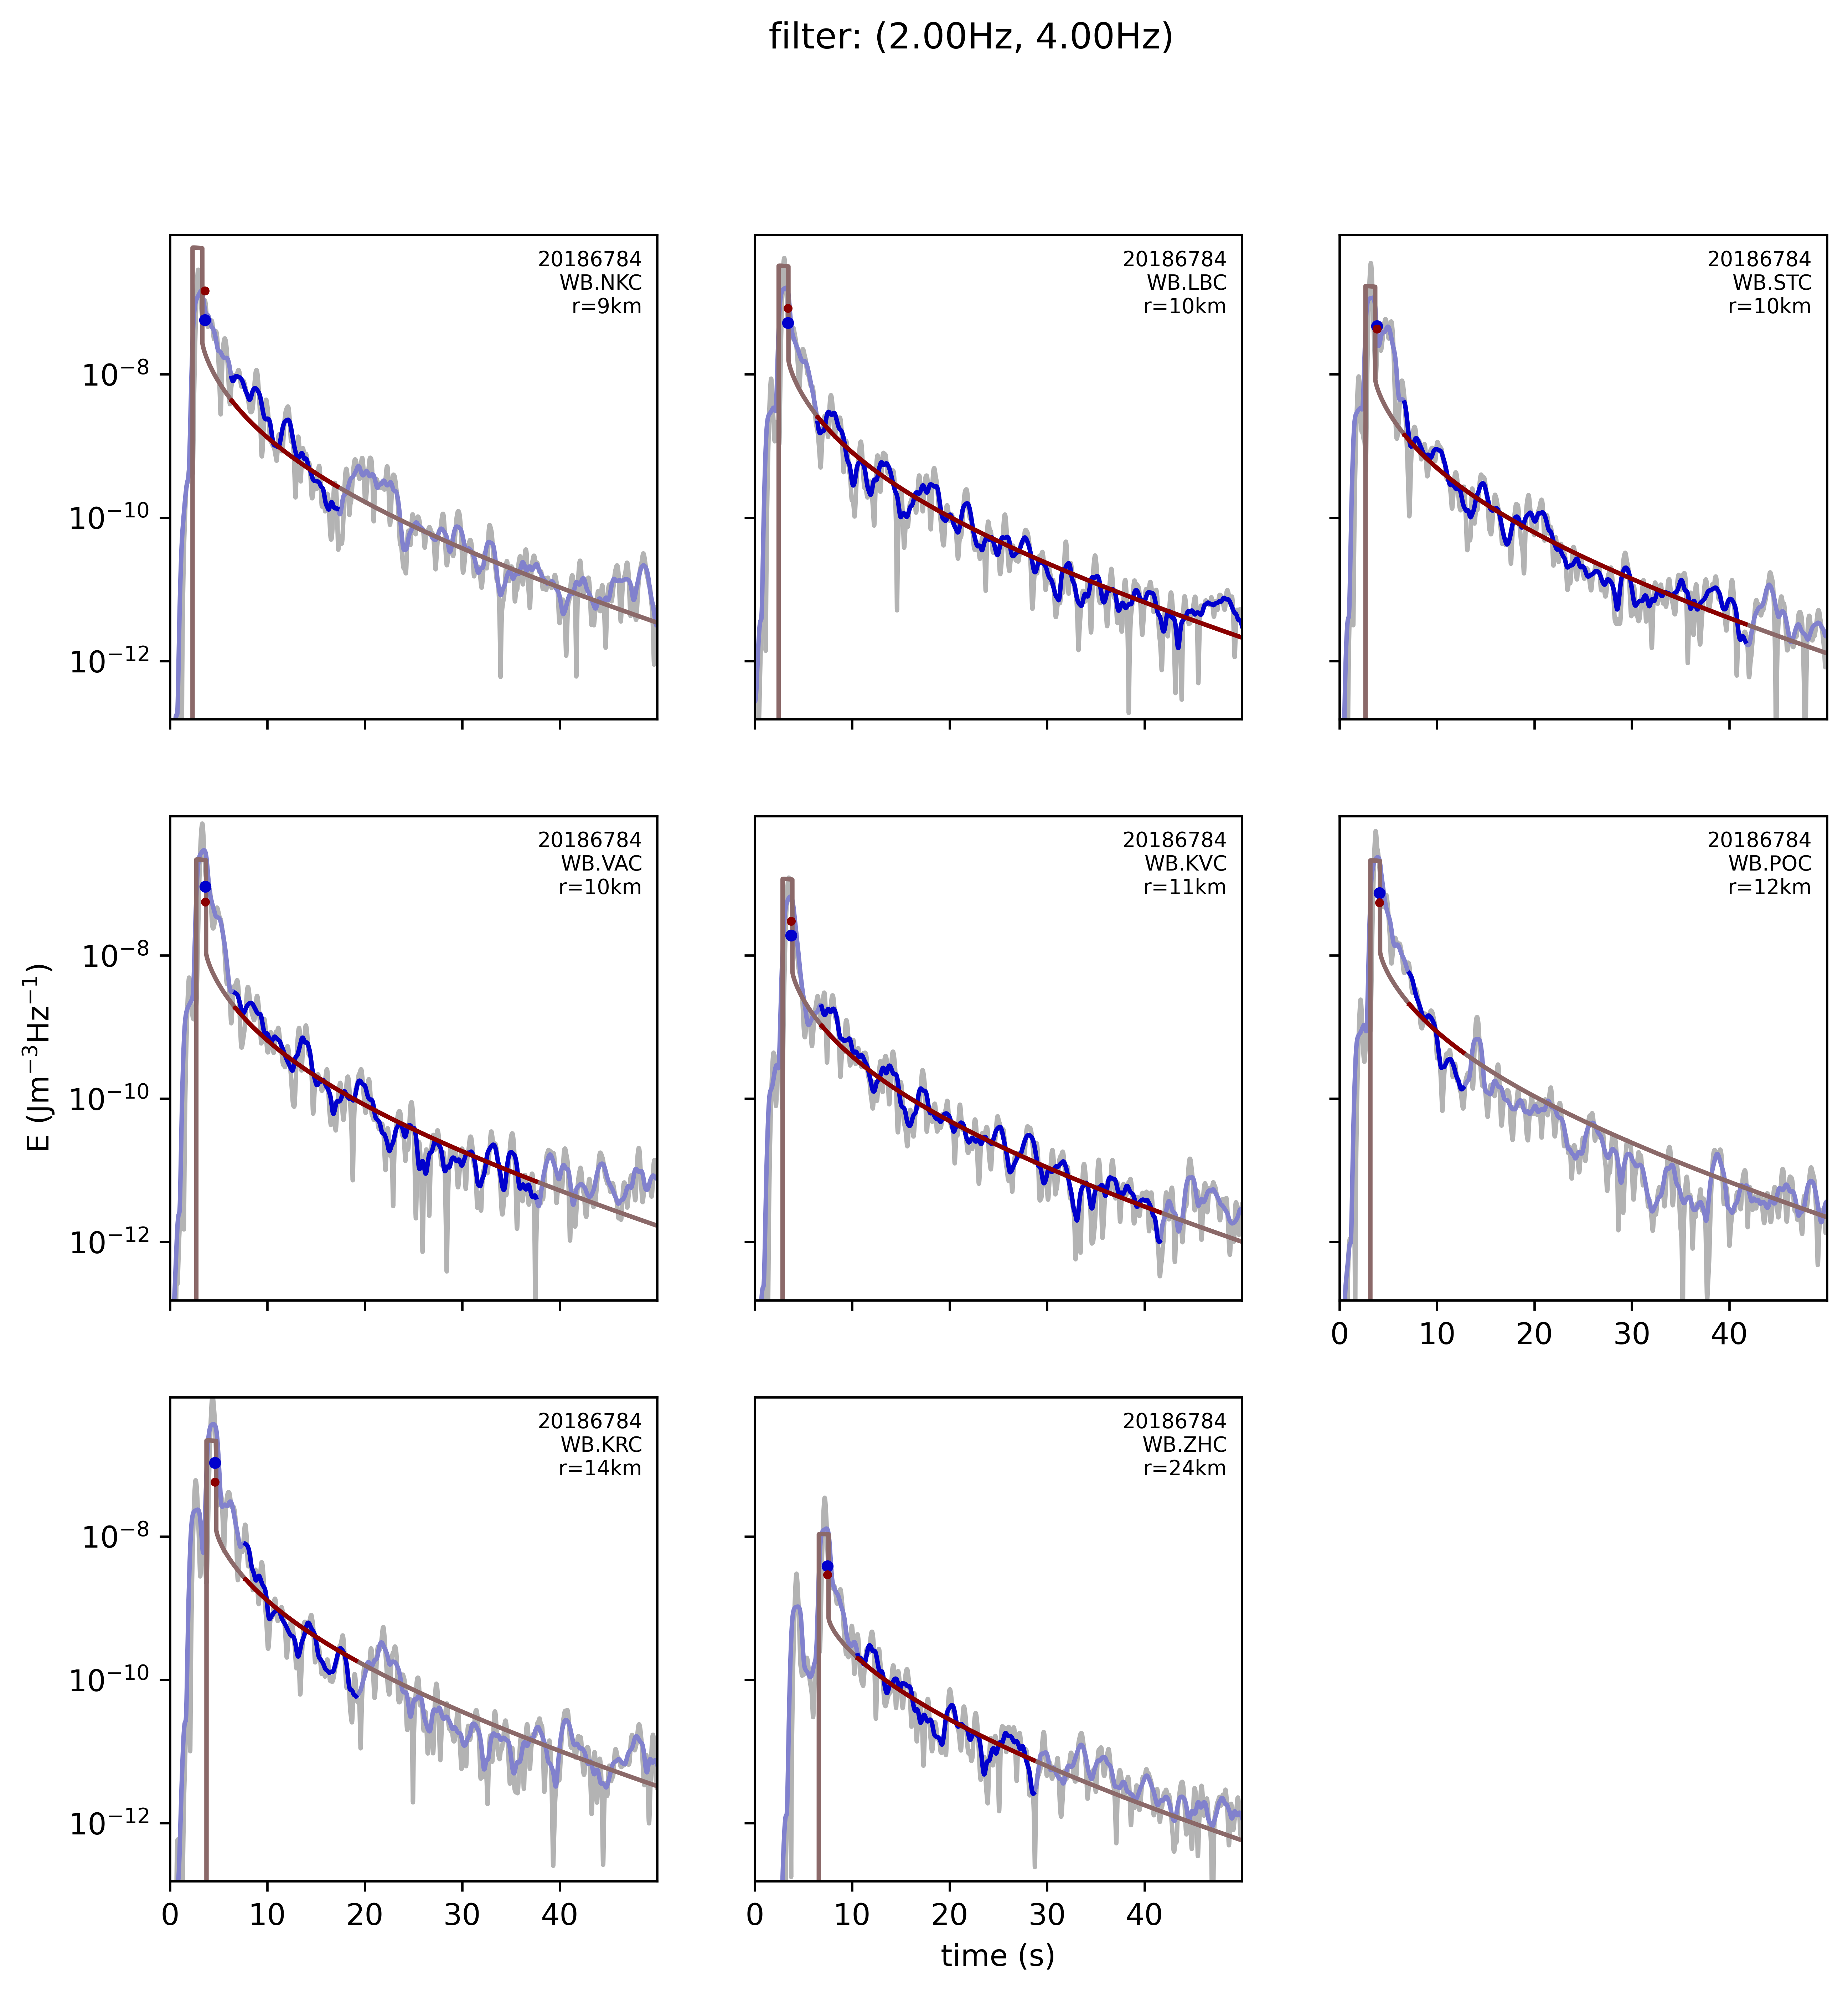 filter: (2.00Hz, 4.00Hz)
20186784
WB.NKC
r=9km
20186784
WB.LBC
r=10km
20186784
WB.STC
r=10km
10⁻⁸
10⁻¹⁰
10⁻¹²
20186784
WB.VAC
r=10km
20186784
WB.KVC
r=11km
20186784
WB.POC
r=12km
10⁻⁸
10⁻¹⁰
10⁻¹²
E (Jm⁻³Hz⁻¹)
0 10 20 30 40
20186784
WB.KRC
r=14km
20186784
WB.ZHC
r=24km
10⁻⁸
10⁻¹⁰
10⁻¹²
0 10 20 30 40
0 10 20 30 40
time (s)